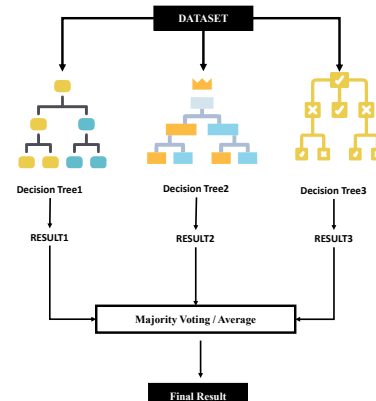 DATASET
Decision Tree1
Decision Tree2
Decision Tree3
RESULT1
RESULT2
RESULT3
Majority Voting / Average
Final Result